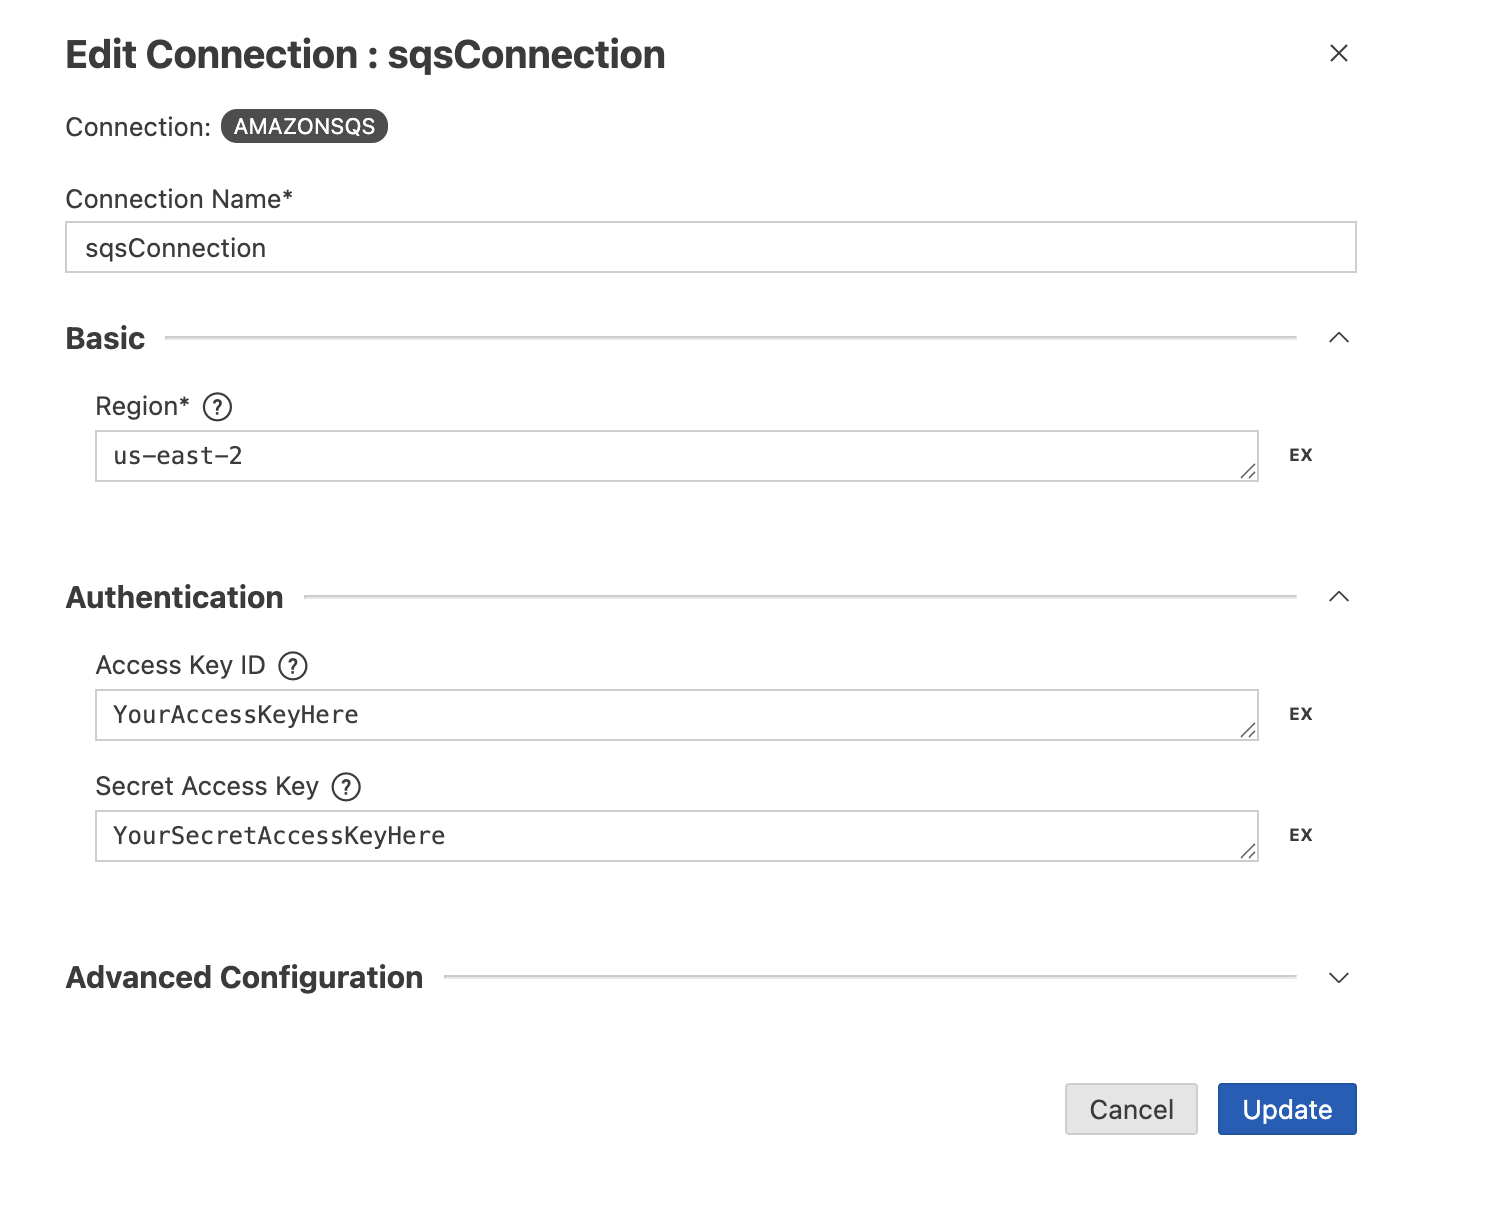 Edit Connection : sqsConnection
Connection: AMAZONSQS
Connection Name*
sqsConnection
Basic
Region* ?
us-east-2 EX
Authentication
Access Key ID ?
YourAccessKeyHere EX
Secret Access Key ?
YourSecretAccessKeyHere EX
Advanced Configuration
Cancel Update